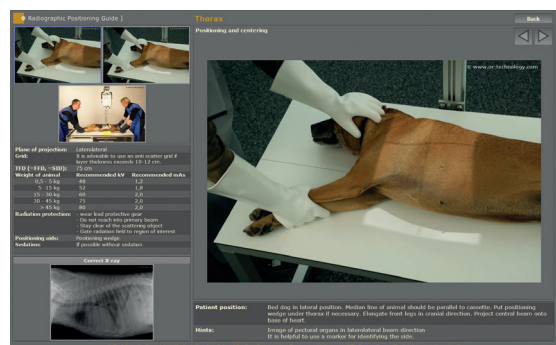 Radiographic Positioning Guide ]
Thorax
Back
Positioning and centering
© www.or-technology.com
Plane of projection: Laterolateral
Grid: It is advisable to use an anti scatter grid if
layer thickness exceeds 10-12 cm.
75 cm
Weight of animal Recommended kV Recommended mAs
0,5 - 5 kg 48 1,2
5 -15 kg 52 1,8
15 - 30 kg 60 2,0
30 - 45 kg 75 2,0
> 45 kg 80 2,0
Radiation protection: - wear lead protective gear
- Do not reach into primary beam
- Stay clear of the scattering object
- Gate radiation field to region of interest
Positioning aids: Positioning wedge
Sedation: If possible without sedation
Correct X-ray
Patient position: Bed dog in lateral position. Median line of animal should be parallel to cassette. Put positioning
wedge under thorax if necessary. Elongate front legs in cranial direction. Project central beam onto
base of heart.
Hints: Image of pectoral organs in laterolateral beam direction
It is helpful to use a marker for identifying the side.